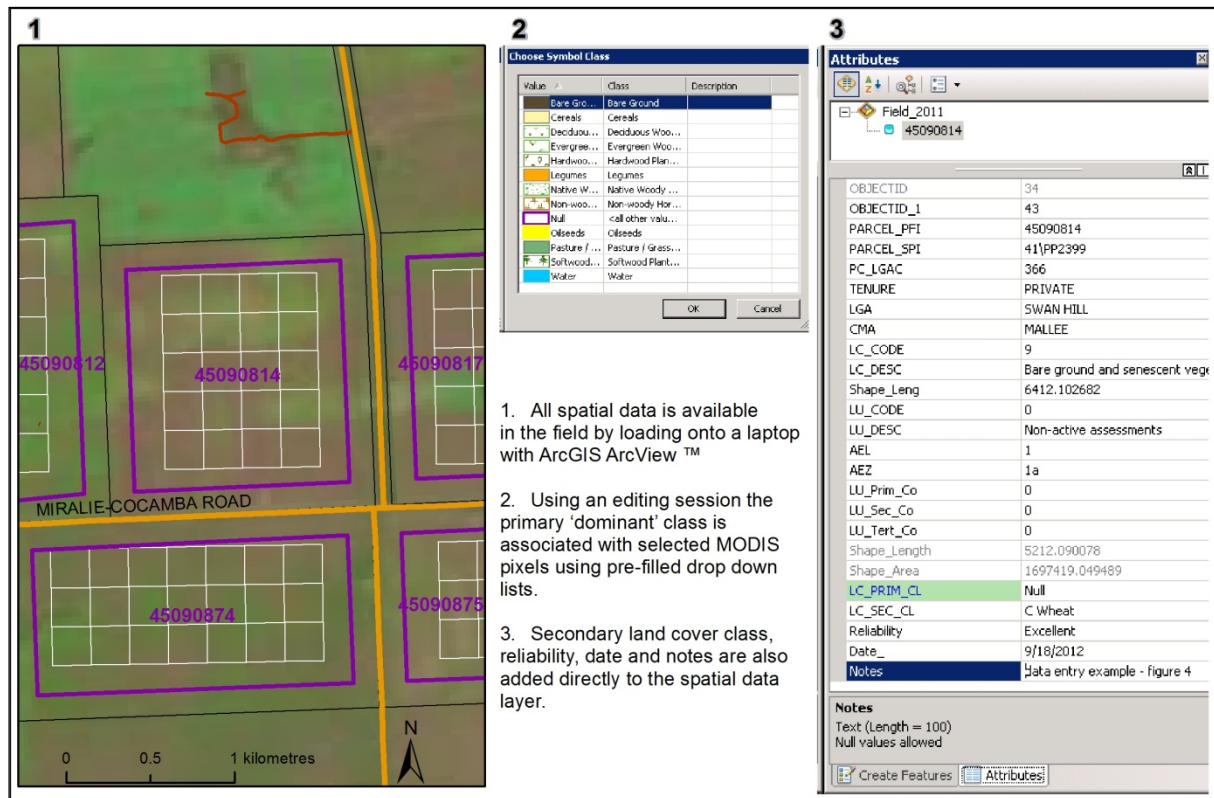 1
45090812
45090814
45090817
MIRALIE-COCAMBA ROAD
45090874
45090875
N
0 0.5 1 kilometres
2
Choose Symbol Clas
Value Class Description
Bare Gro... Bare Ground
Cereals Cereals
Deciduou... Deciduous Woo...
Evergree... Evergreen Woo...
Hardwoo... Hardwood Plan...
Legumes Legumes
Native W... Native Woody ...
Non-woo... Non-woody Hor...
Null <all other valu...
Oilseeds Oilseeds
Pasture / ... Pasture / Grass...
Softwood... Softwood Plant...
Water Water
OK Cancel
1. All spatial data is available
in the field by loading onto a laptop
with ArcGIS ArcView ™
2. Using an editing session the
primary ‘dominant’ class is
associated with selected MODIS
pixels using pre-filled drop down
lists.
3. Secondary land cover class,
reliability, date and notes are also
added directly to the spatial data
layer.
3
Attributes
Field_2011
45090814
OBJECTID 34
OBJECTID_1 43
PARCEL_PFI 45090814
PARCEL_SPI 41\PP2399
PC_LGAC 366
TENURE PRIVATE
LGA SWAN HILL
CMA MALLEE
LC_CODE 9
LC_DESC Bare ground and senescent vege
Shape_Leng 6412.102682
LU_CODE 0
LU_DESC Non-active assessments
AEL 1
AEZ 1a
LU_Prim_Co 0
LU_Sec_Co 0
LU_Tert_Co 0
Shape_Length 5212.090078
Shape_Area 1697419.049489
LC_PRIM_CL Null
LC_SEC_CL C Wheat
Reliability Excellent
Date_ 9/18/2012
Notes data entry example - figure 4
Notes
Text (Length = 100)
Null values allowed
Create Features Attributes